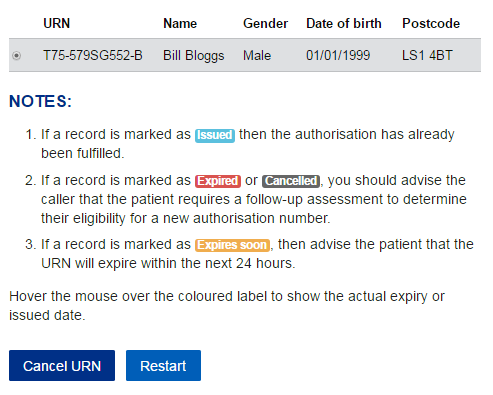 URN Name Gender Date of birth Postcode
T75-579SG552-B Bill Bloggs Male 01/01/1999 LS1 4BT
NOTES:
1. If a record is marked as Issued then the authorisation has already
been fulfilled.
2. If a record is marked as Expired or Cancelled, you should advise the
caller that the patient requires a follow-up assessment to determine
their eligibility for a new authorisation number.
3. If a record is marked as Expires soon, then advise the patient that the
URN will expire within the next 24 hours.
Hover the mouse over the coloured label to show the actual expiry or
issued date.
Cancel URN Restart